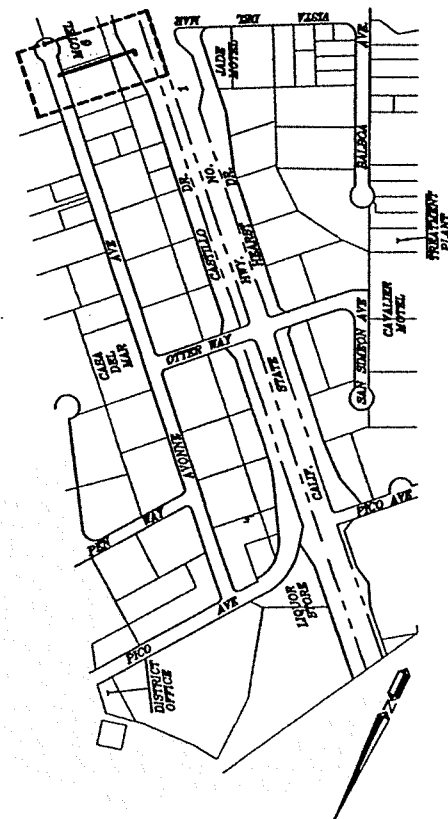 MOTEL
6
JADE
MOTEL
VISTA
DEL
MAR
AVE.
BALBOA
CASTILLO
DR.
HWY.
NO.
1
HEARST
DR.
TREATMENT
PLANT
AVE
CASA
DEL
MAR
OTTER WAY
AVONNE
STATE
CALIF.
SAN SIMEON AVE
CAVALIER
MOTEL
PEN
WAY
PICO
AVE
PICO AVE
LIQUOR
STORE
DISTRICT
OFFICE
N